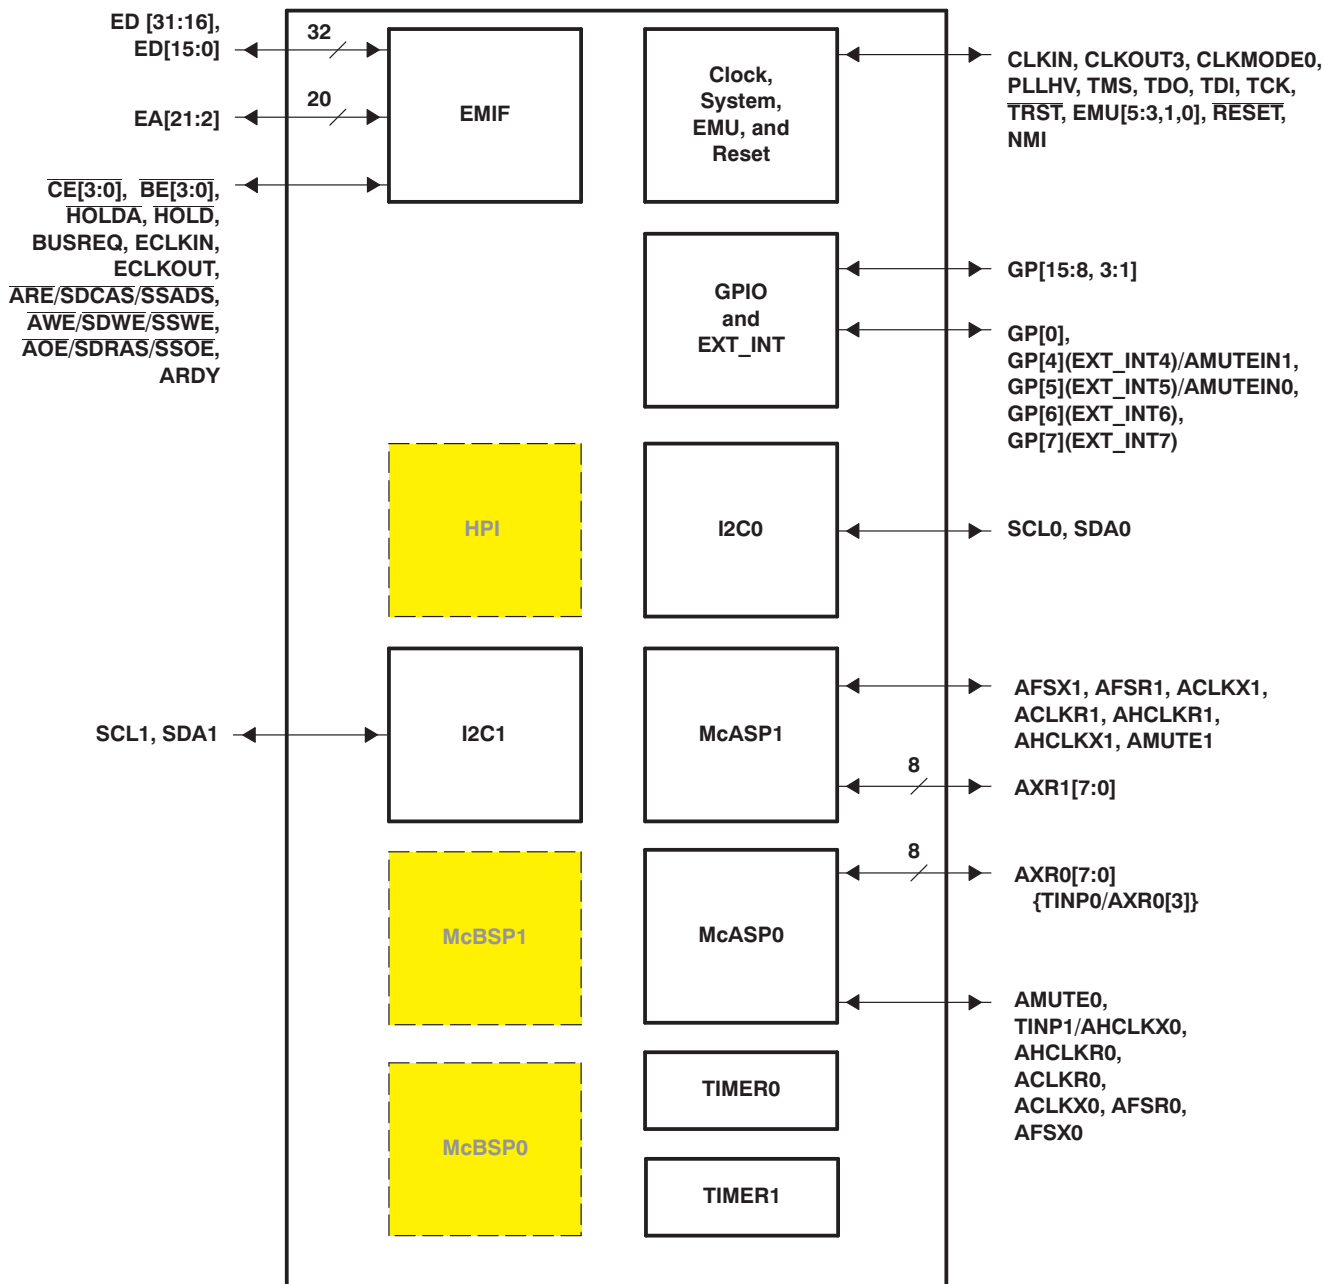 ED [31:16],
ED[15:0]
32
EA[21:2]
20
CE[3:0], BE[3:0],
HOLDA, HOLD,
BUSREQ, ECLKIN,
ECLKOUT,
ARE/SDCAS/SSADS,
AWE/SDWE/SSWE,
AOE/SDRAS/SSOE,
ARDY
EMIF
Clock,
System,
EMU, and
Reset
CLKIN, CLKOUT3, CLKMODE0,
PLLHV, TMS, TDO, TDI, TCK,
TRST, EMU[5:3,1,0], RESET,
NMI
GPIO
and
EXT_INT
GP[15:8, 3:1]
GP[0],
GP[4](EXT_INT4)/AMUTEIN1,
GP[5](EXT_INT5)/AMUTEIN0,
GP[6](EXT_INT6),
GP[7](EXT_INT7)
HPI
I2C0
SCL0, SDA0
SCL1, SDA1
I2C1
McASP1
AFSX1, AFSR1, ACLKX1,
ACLKR1, AHCLKR1,
AHCLKX1, AMUTE1
8
AXR1[7:0]
McBSP1
McASP0
8
AXR0[7:0]
{TINP0/AXR0[3]}
AMUTE0,
TINP1/AHCLKX0,
AHCLKR0,
ACLKR0,
ACLKX0, AFSR0,
AFSX0
McBSP0
TIMER0
TIMER1